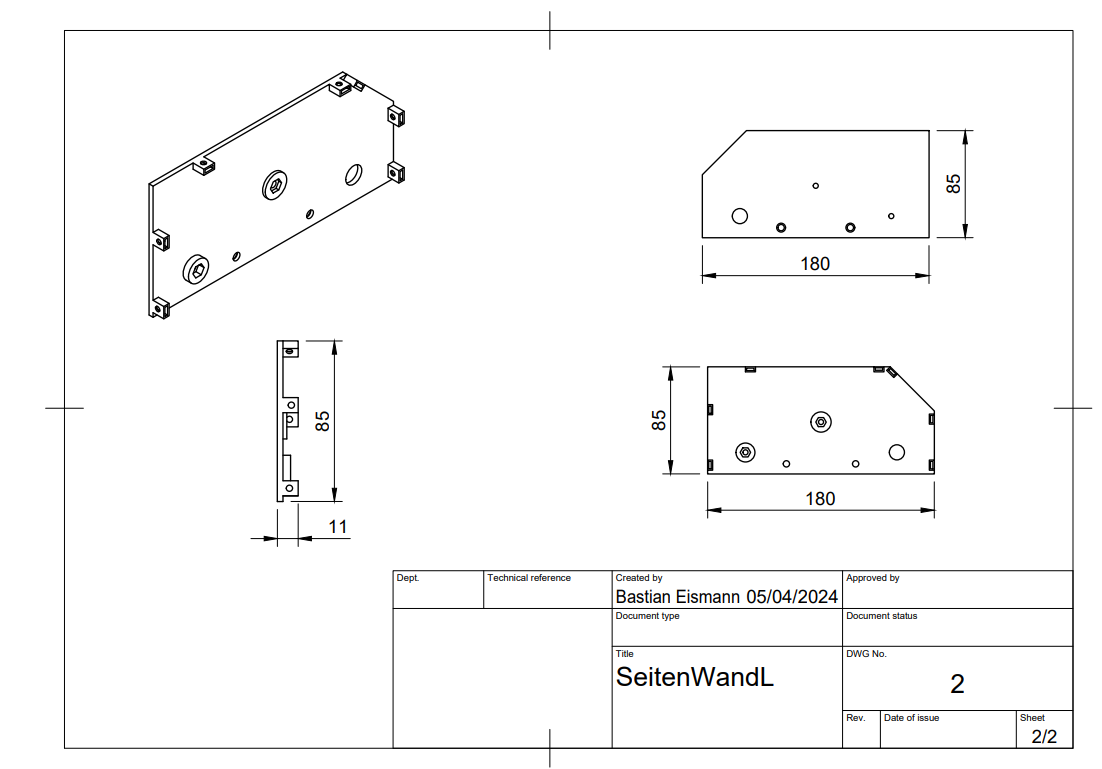 85
180
85
180
85
11
Dept.
Technical reference
Created by
Approved by
Bastian Eismann 05/04/2024
Document type
Document status
Title
DWG No.
SeitenWandL
2
Rev.
Date of issue
Sheet
2/2